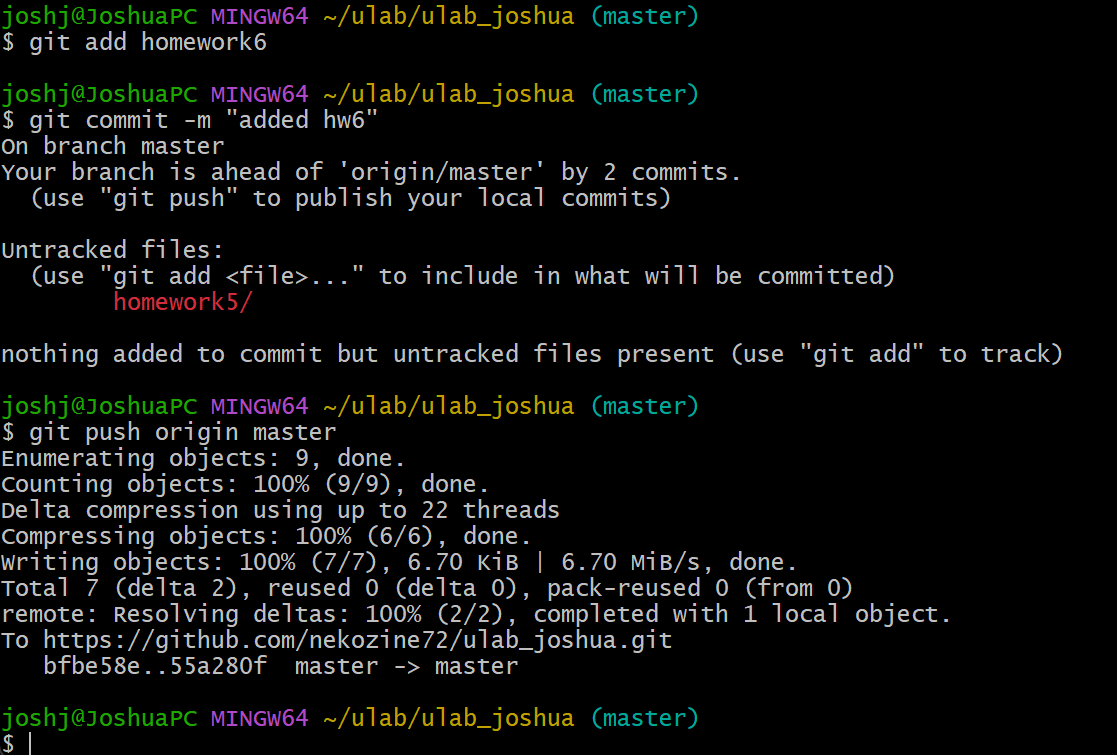 joshj@JoshuaPC MINGW64 ~/ulab/ulab_joshua (master)
$ git add homework6
joshj@JoshuaPC MINGW64 ~/ulab/ulab_joshua (master)
$ git commit -m "added hw6"
On branch master
Your branch is ahead of 'origin/master' by 2 commits.
  (use "git push" to publish your local commits)
Untracked files:
  (use "git add <file>..." to include in what will be committed)
        homework5/
nothing added to commit but untracked files present (use "git add" to track)
joshj@JoshuaPC MINGW64 ~/ulab/ulab_joshua (master)
$ git push origin master
Enumerating objects: 9, done.
Counting objects: 100% (9/9), done.
Delta compression using up to 22 threads
Compressing objects: 100% (6/6), done.
Writing objects: 100% (7/7), 6.70 KiB | 6.70 MiB/s, done.
Total 7 (delta 2), reused 0 (delta 0), pack-reused 0 (from 0)
remote: Resolving deltas: 100% (2/2), completed with 1 local object.
To https://github.com/nekozine72/ulab_joshua.git
   bfbe58e..55a280f  master -> master
joshj@JoshuaPC MINGW64 ~/ulab/ulab_joshua (master)
$